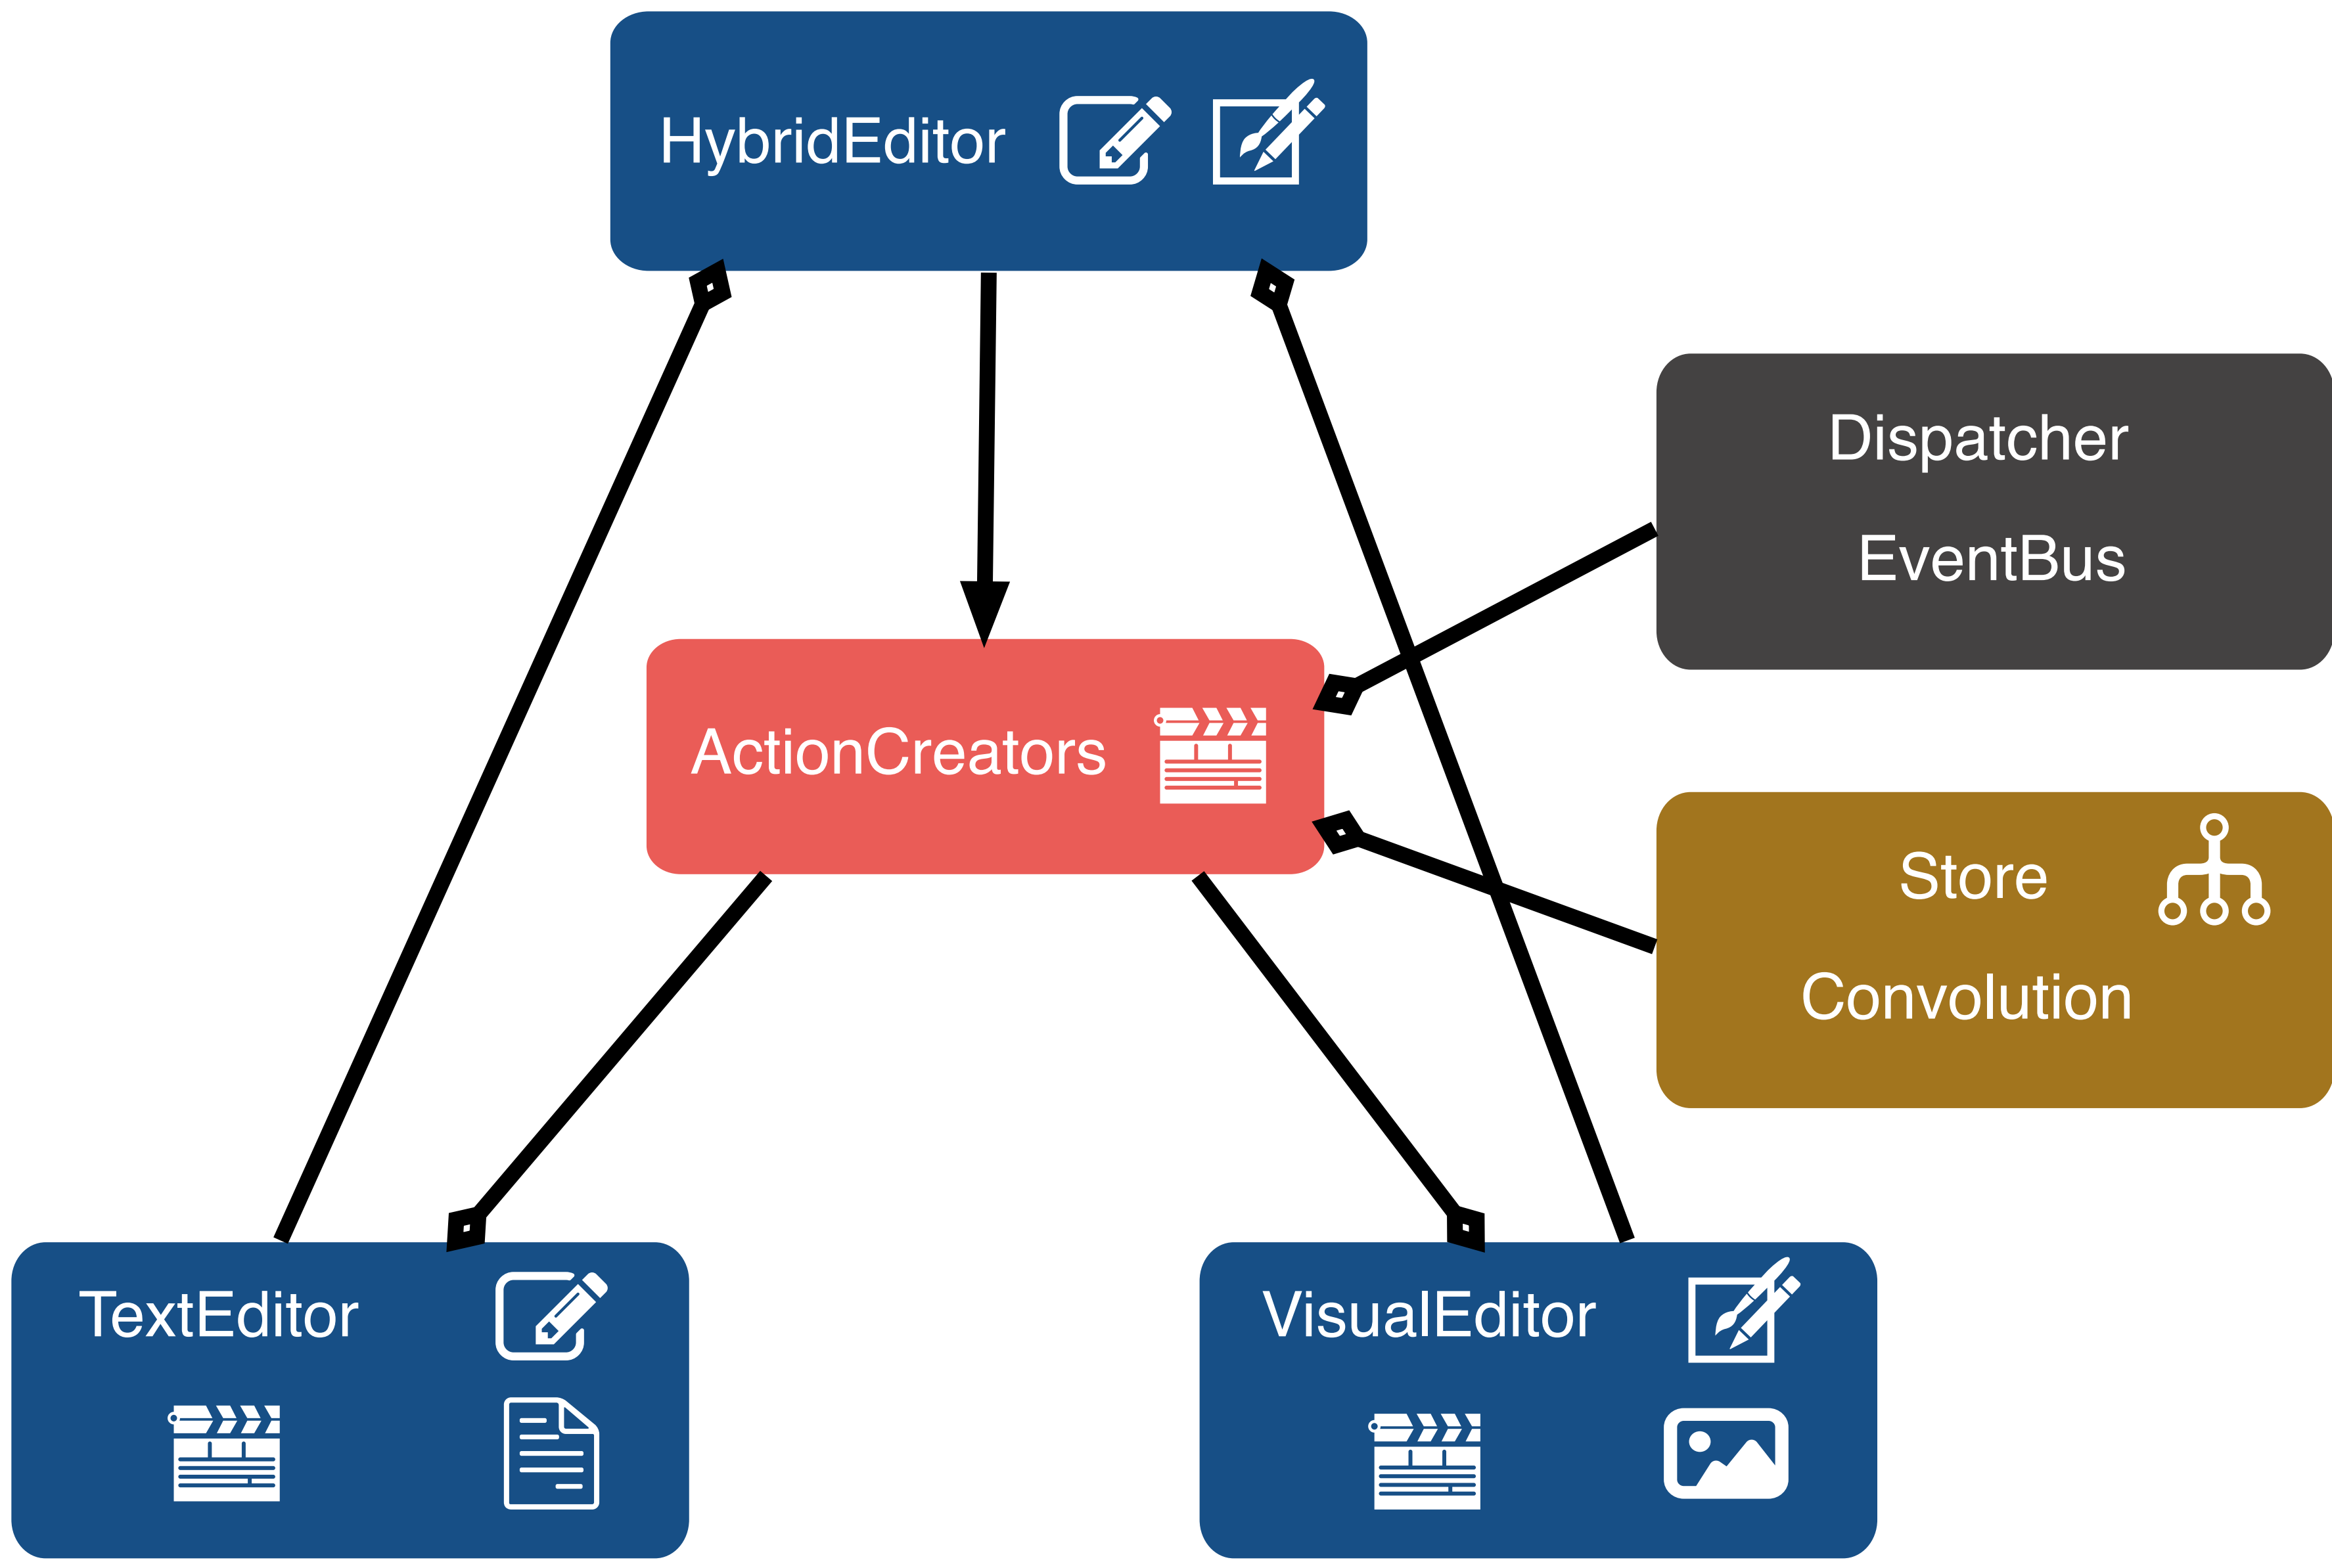 HybridEditor
Dispatcher
EventBus
ActionCreators
Store
Convolution
TextEditor
VisualEditor